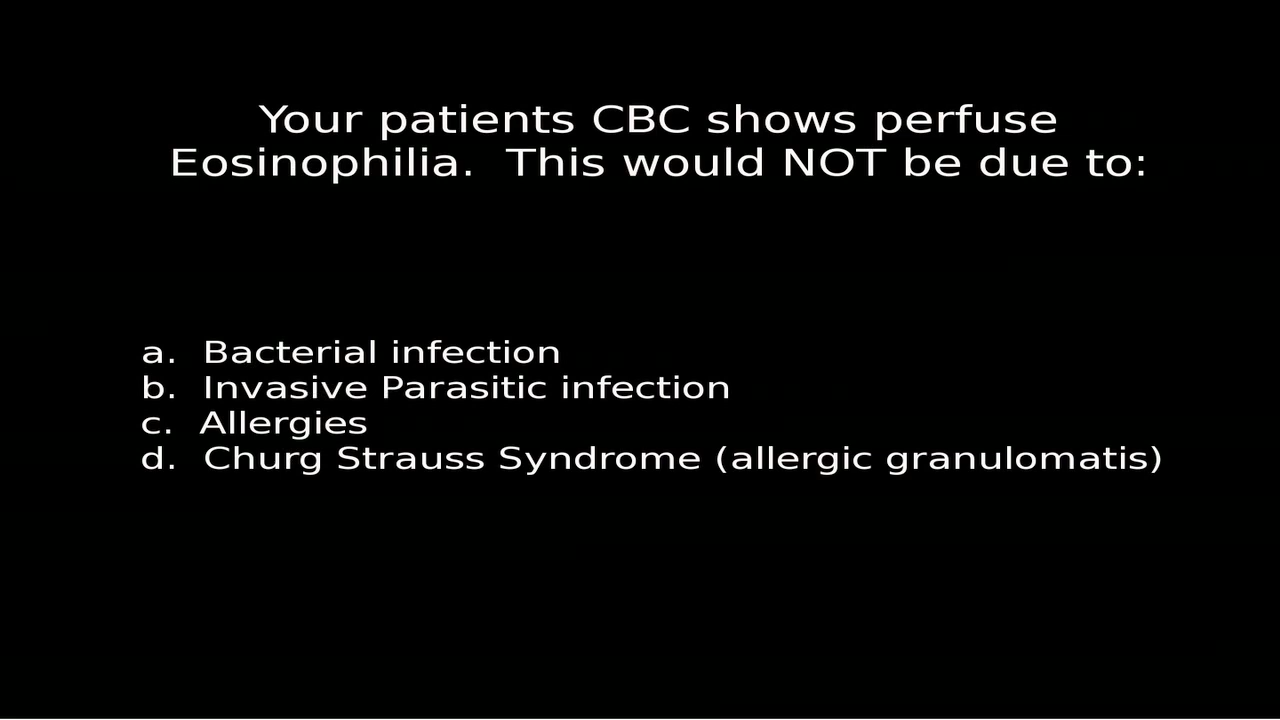 Your patients CBC shows perfuse
Eosinophilia.  This would NOT be due to:
a.  Bacterial infection
b.  Invasive Parasitic infection
c.  Allergies
d.  Churg Strauss Syndrome (allergic granulomatis)